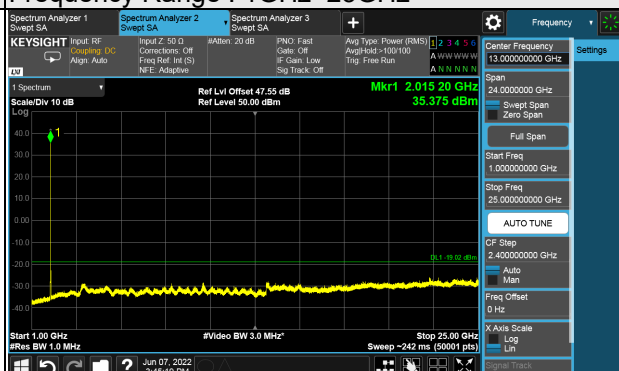 Spectrum Analyzer 1
Swept SA
Spectrum Analyzer 2
Swept SA
Spectrum Analyzer 3
Swept SA
+
Frequency
KEYSIGHT
Input: RF
Coupling: DC
Align: Auto
Input Z: 50 Ω
Corrections: Off
Freq Ref: Int (S)
NFE: Adaptive
#Atten: 20 dB
PNO: Fast
Gate: Off
IF Gain: Low
Sig Track: Off
Avg Type: Power (RMS)
Avg|Hold:>100/100
Trig: Free Run
1 2 3 4 5 6
A W W W W W
A N N N N N
LXI
1 Spectrum
Scale/Div 10 dB
Log
Ref Lvl Offset 47.55 dB
Ref Level 50.00 dBm
Mkr1 2.015 20 GHz
35.375 dBm
1
40.0
30.0
20.0
10.0
0.00
-10.0
-20.0
-30.0
-40.0
DL1 -19.02 dBm
Start 1.00 GHz
#Res BW 1.0 MHz
#Video BW 3.0 MHz*
Stop 25.00 GHz
Sweep ~242 ms (50001 pts)
Jun 07, 2022
Center Frequency
13.000000000 GHz
Settings
Span
24.0000000 GHz
Swept Span
Zero Span
Full Span
Start Freq
1.000000000 GHz
Stop Freq
25.000000000 GHz
AUTO TUNE
CF Step
2.400000000 GHz
Auto
Man
Freq Offset
0 Hz
X Axis Scale
Log
Lin
Signal Track